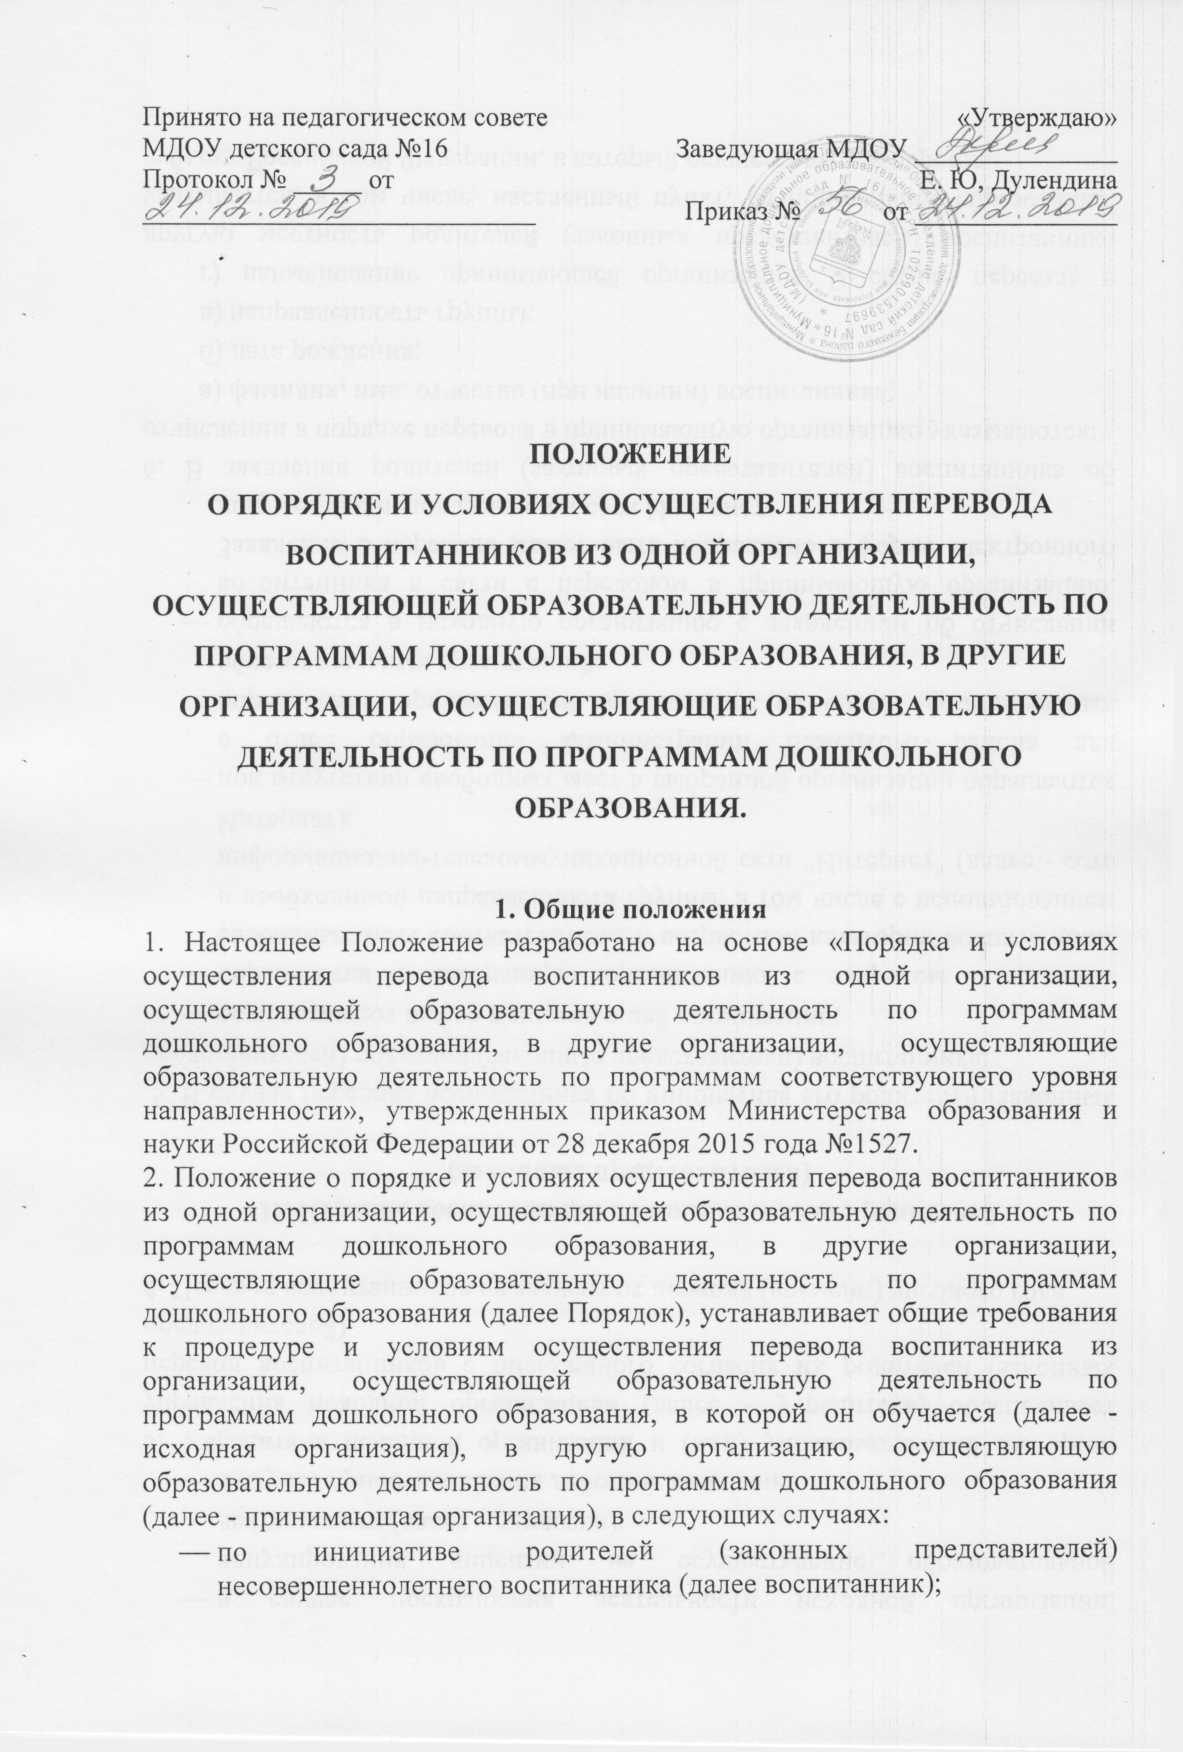 Принято на педагогическом совете «Утверждаю»
МДОУ детского сада №16 Заведующая МДОУ
Протокол № 3 от Е. Ю, Дулендина
24.12.2019 Приказ № 56 от 24.12.2019
ПОЛОЖЕНИЕ
О ПОРЯДКЕ И УСЛОВИЯХ ОСУЩЕСТВЛЕНИЯ ПЕРЕВОДА
ВОСПИТАННИКОВ ИЗ ОДНОЙ ОРГАНИЗАЦИИ,
ОСУЩЕСТВЛЯЮЩЕЙ ОБРАЗОВАТЕЛЬНУЮ ДЕЯТЕЛЬНОСТЬ ПО
ПРОГРАММАМ ДОШКОЛЬНОГО ОБРАЗОВАНИЯ, В ДРУГИЕ
ОРГАНИЗАЦИИ, ОСУЩЕСТВЛЯЮЩИЕ ОБРАЗОВАТЕЛЬНУЮ
ДЕЯТЕЛЬНОСТЬ ПО ПРОГРАММАМ ДОШКОЛЬНОГО
ОБРАЗОВАНИЯ.
1. Общие положения
1. Настоящее Положение разработано на основе «Порядка и условиях
осуществления перевода воспитанников из одной организации,
осуществляющей образовательную деятельность по программам
дошкольного образования, в другие организации, осуществляющие
образовательную деятельность по программам соответствующего уровня
направленности», утвержденных приказом Министерства образования и
науки Российской Федерации от 28 декабря 2015 года №1527.
2. Положение о порядке и условиях осуществления перевода воспитанников
из одной организации, осуществляющей образовательную деятельность по
программам дошкольного образования, в другие организации,
осуществляющие образовательную деятельность по программам
дошкольного образования (далее Порядок), устанавливает общие требования
к процедуре и условиям осуществления перевода воспитанника из
организации, осуществляющей образовательную деятельность по
программам дошкольного образования, в которой он обучается (далее -
исходная организация), в другую организацию, осуществляющую
образовательную деятельность по программам дошкольного образования
(далее - принимающая организация), в следующих случаях:
— по инициативе родителей (законных представителей)
несовершеннолетнего воспитанника (далее воспитанник);